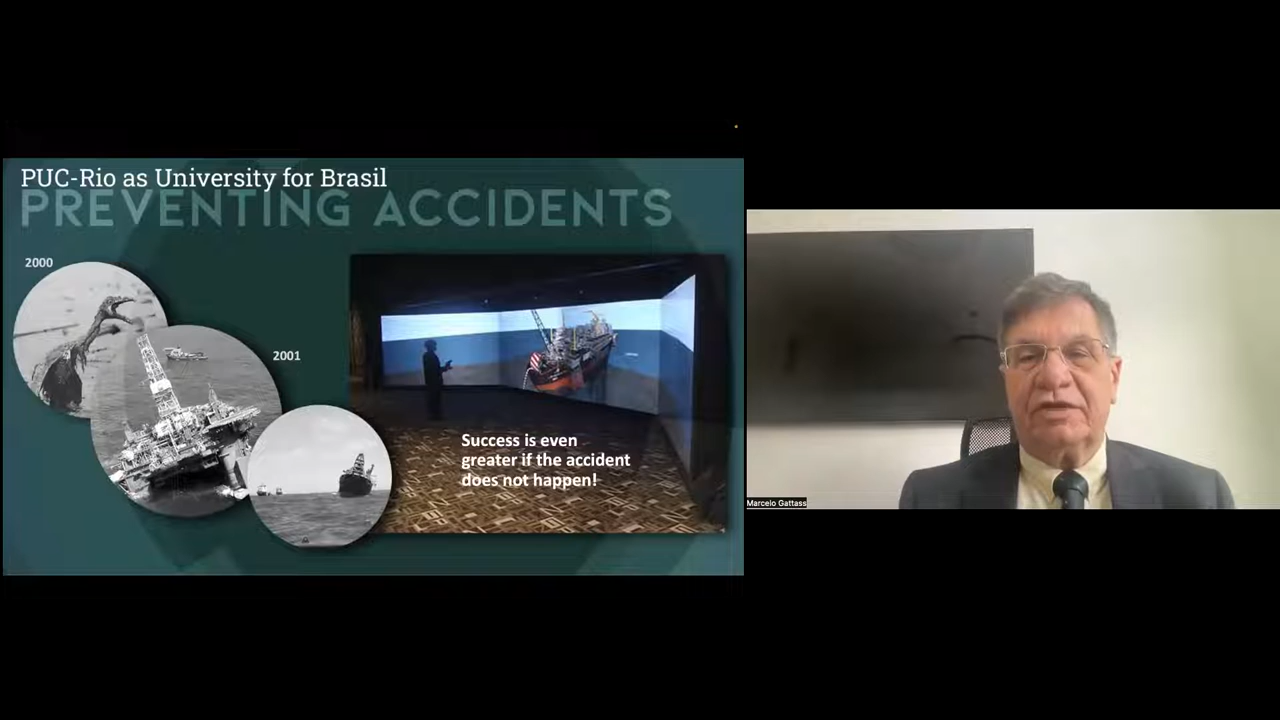 PUC-Rio as University for Brasil
PREVENTING ACCIDENTS
2000
2001
Success is even
greater if the accident
does not happen!
Marcelo Gattass